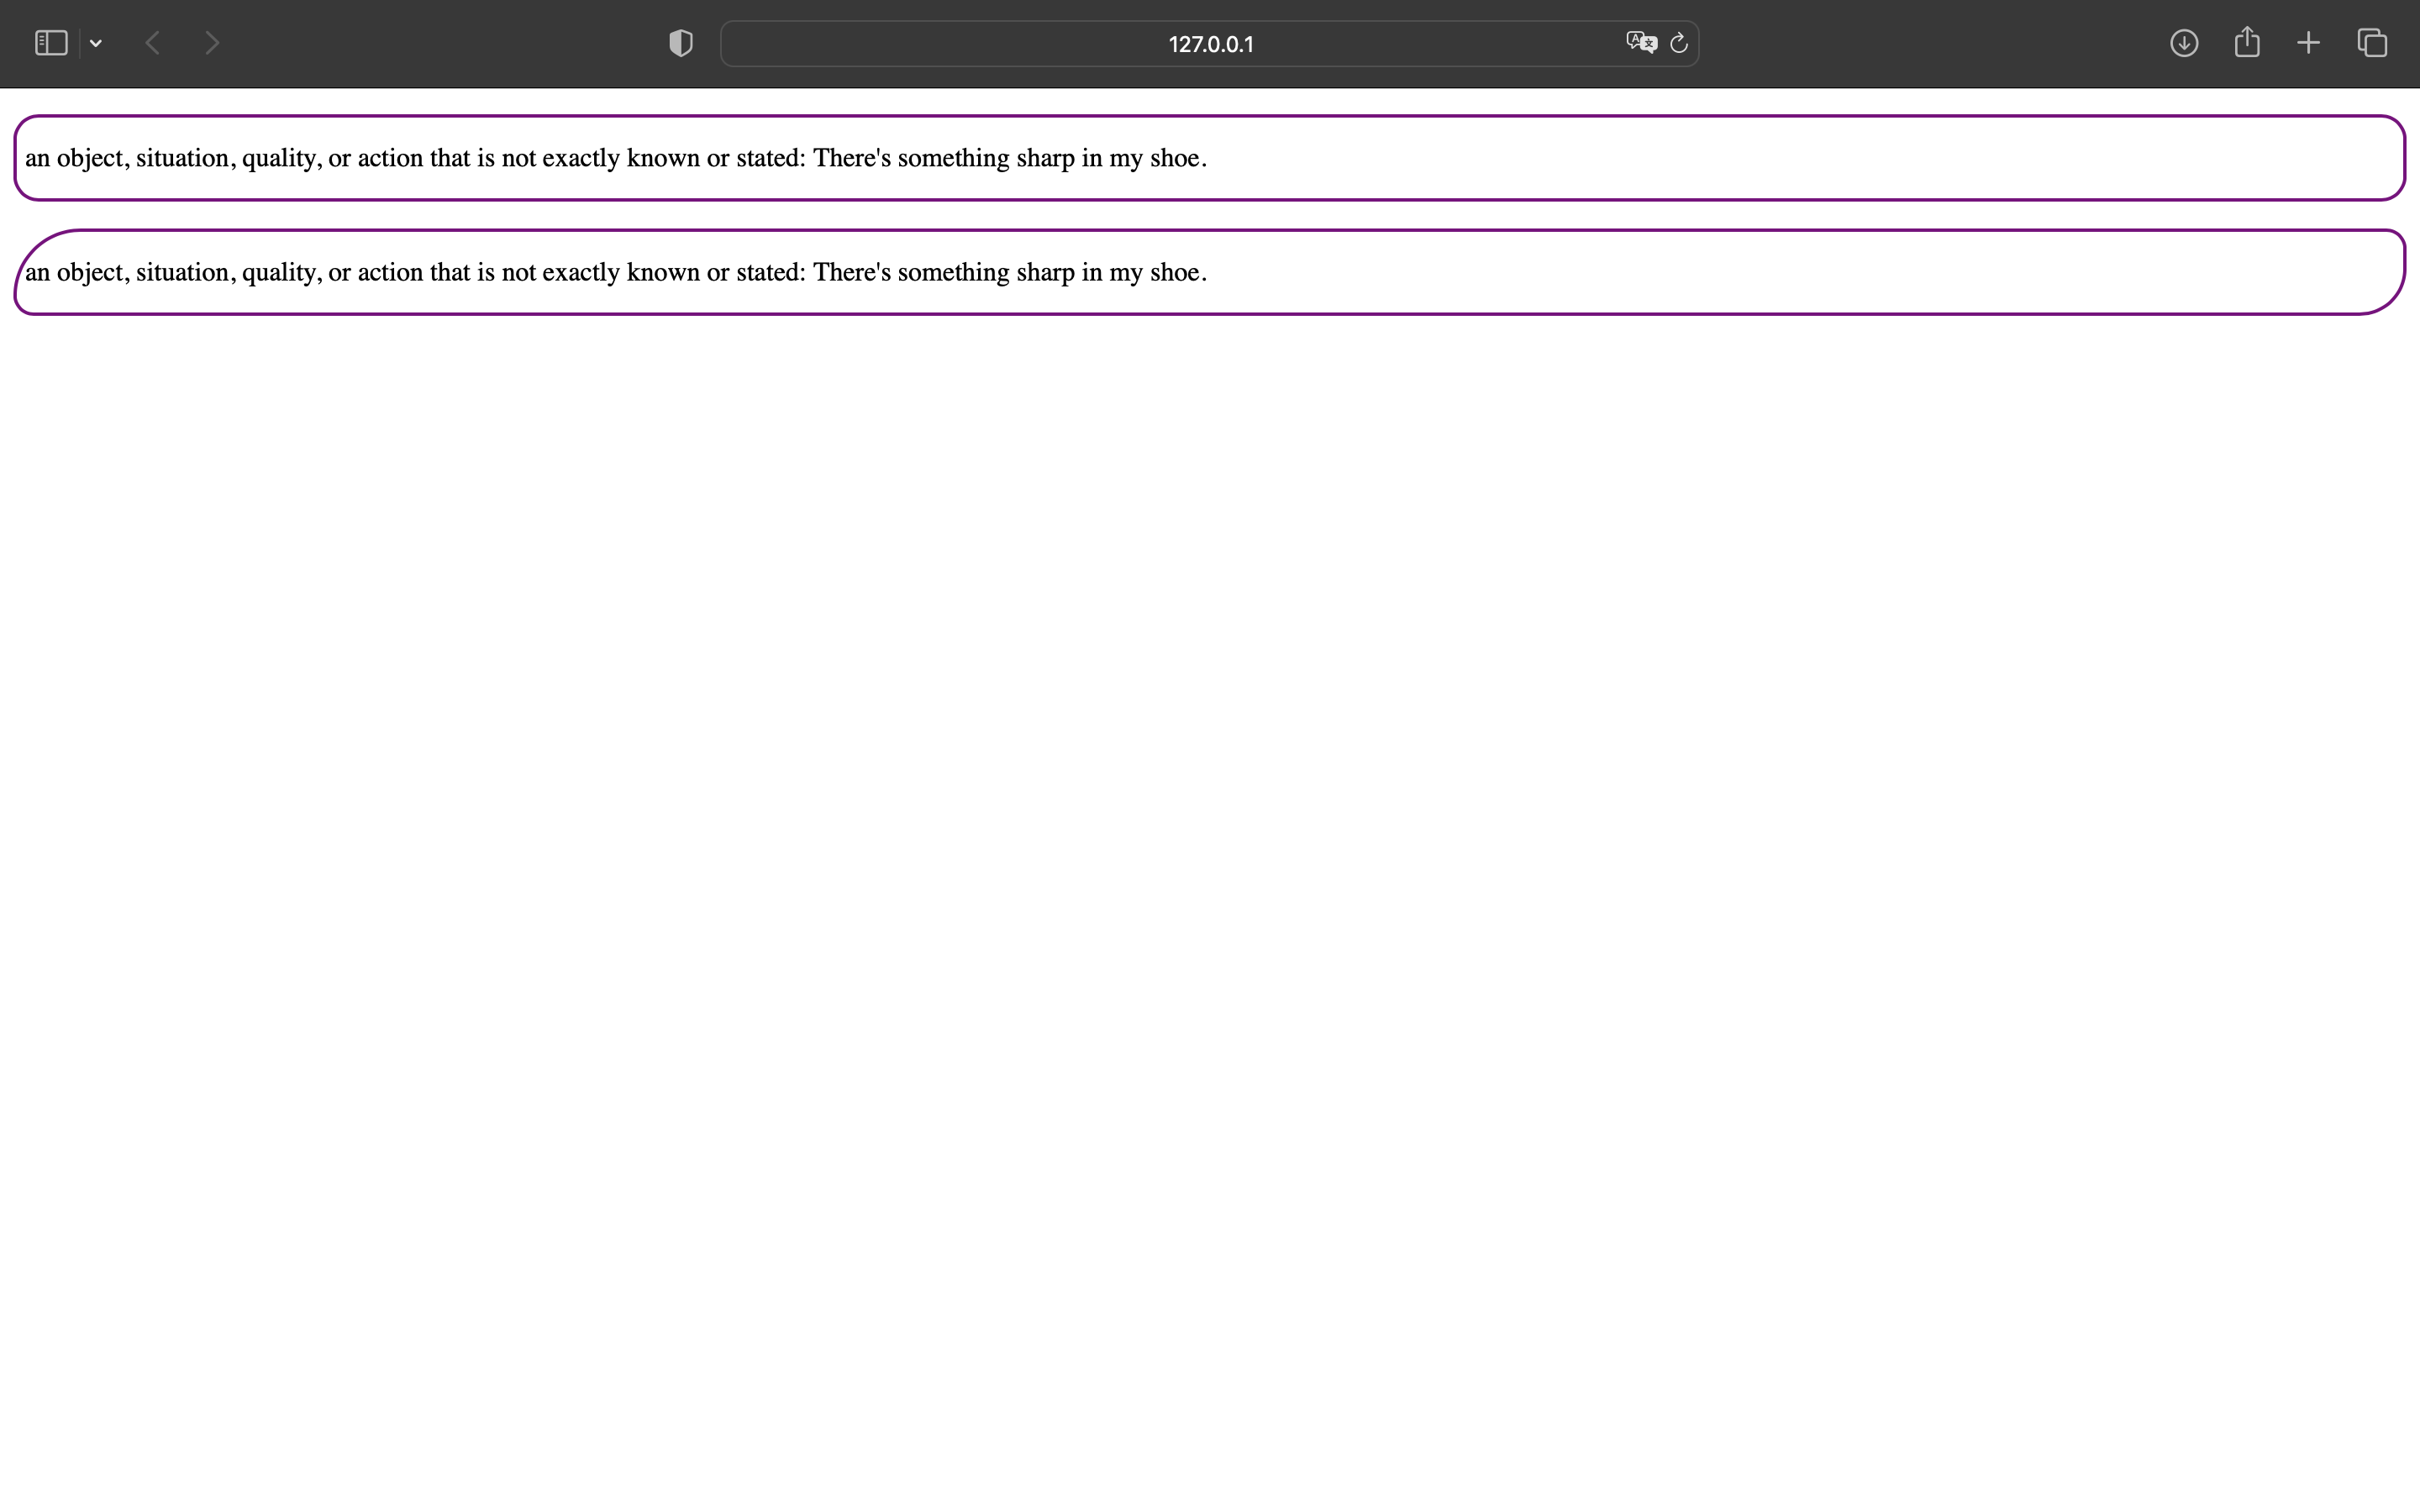 127.0.0.1
an object, situation, quality, or action that is not exactly known or stated: There's something sharp in my shoe.
an object, situation, quality, or action that is not exactly known or stated: There's something sharp in my shoe.